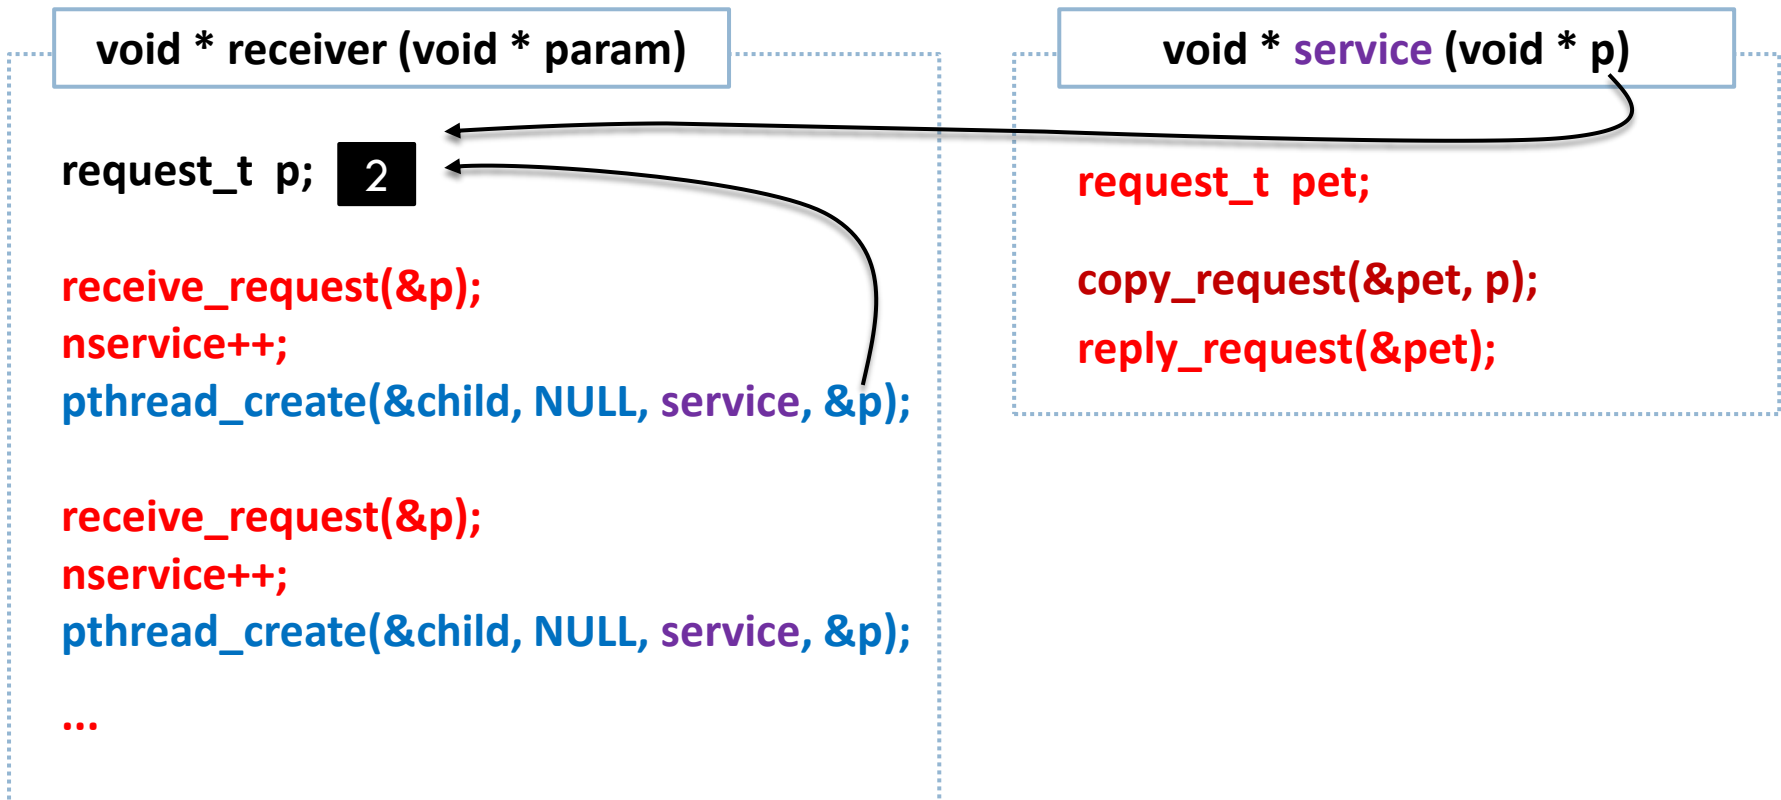 void * receiver (void * param)
request_t p; 2
receive_request(&p);
nservice++;
pthread_create(&child, NULL, service, &p);
receive_request(&p);
nservice++;
pthread_create(&child, NULL, service, &p);
...
void * service (void * p)
request_t pet;
copy_request(&pet, p);
reply_request(&pet);